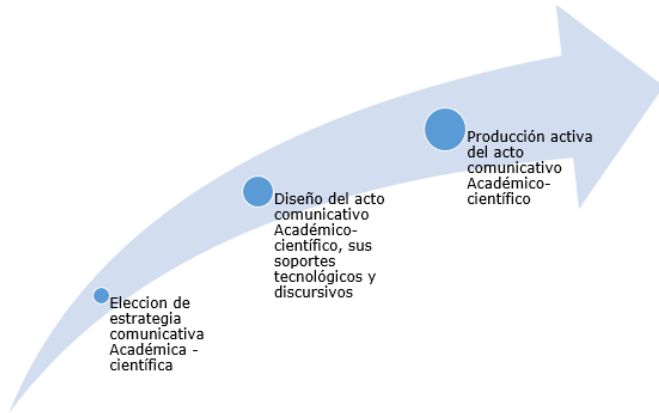 Producción activa
del acto
comunicativo
Académico-
científico
Diseño del acto
comunicativo
Académico-
científico, sus
soportes
tecnológicos y
discursivos
Eleccion de
estrategia
comunicativa
Académica -
científica